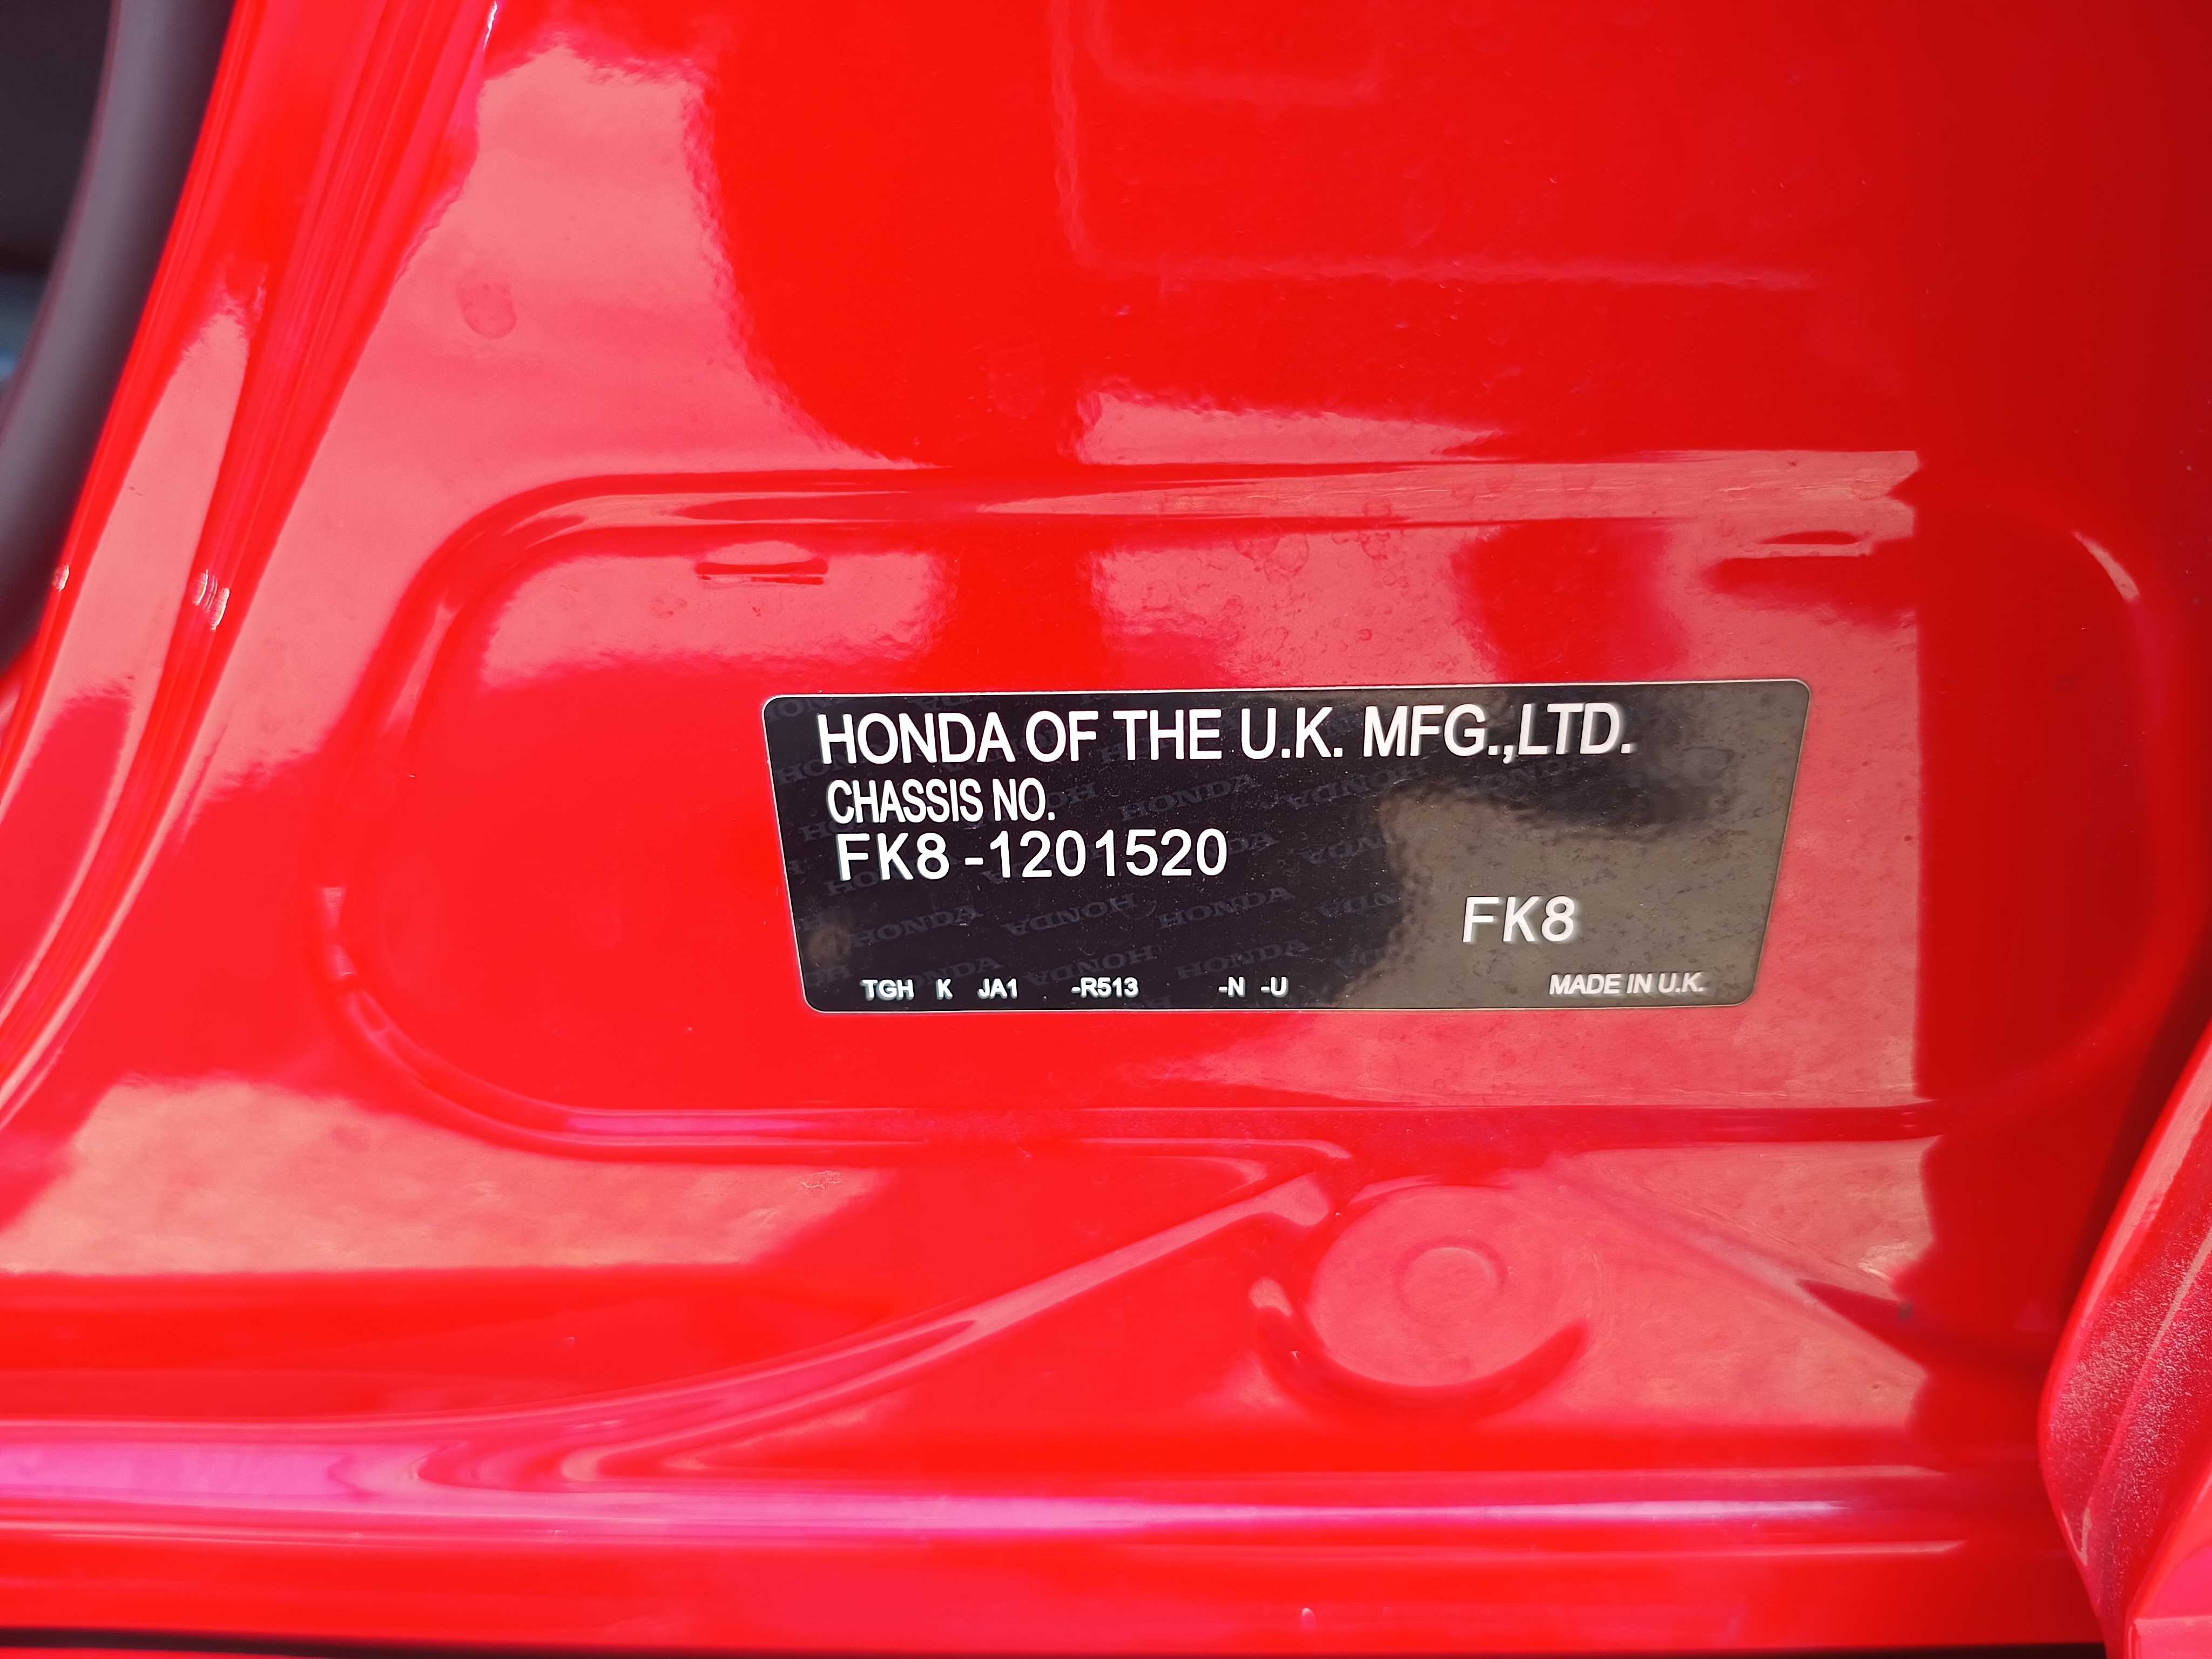 HONDA OF THE U.K. MFG.,LTD.
CHASSIS NO.
FK8-1201520
FK8
TGH K JA1 -R513 -N -U MADE IN U.K.